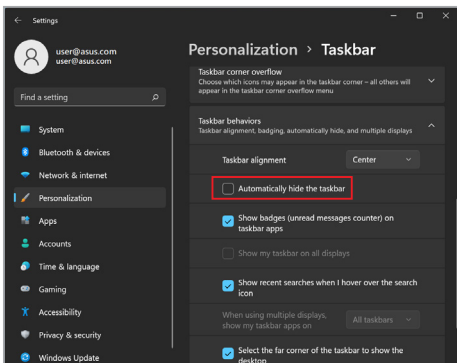 Settings
user@asus.com
user@asus.com
Find a setting
System
Bluetooth & devices
Network & internet
Personalization
Apps
Accounts
Time & language
Gaming
Accessibility
Privacy & security
Windows Update
Personalization > Taskbar
Taskbar corner overflow
Choose which icons may appear in the taskbar corner – all others will
appear in the taskbar corner overflow menu
Taskbar behaviors
Taskbar alignment, badging, automatically hide, and multiple displays
Taskbar alignment
Center
Automatically hide the taskbar
Show badges (unread messages counter) on
taskbar apps
Show my taskbar on all displays
Show recent searches when I hover over the search
icon
When using multiple displays,
show my taskbar apps on
All taskbars
Select the far corner of the taskbar to show the
desktop